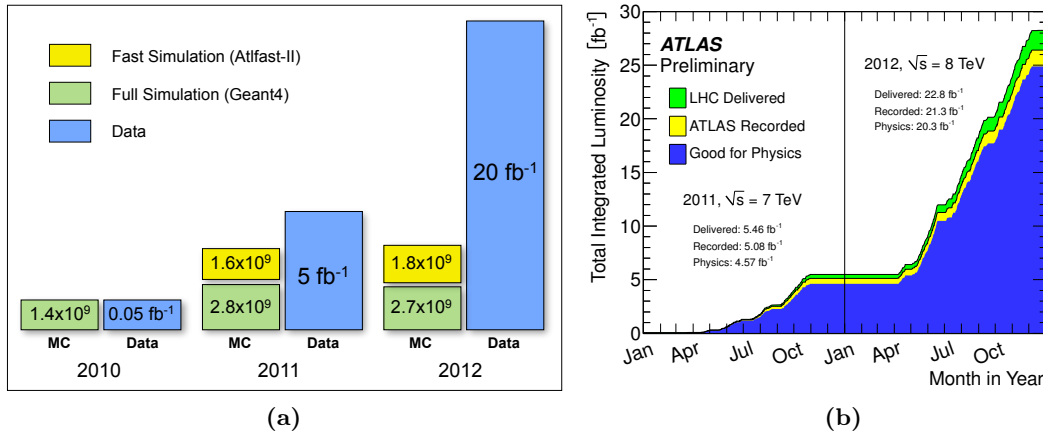 Fast Simulation (Atlfast-II)
Full Simulation (Geant4)
Data
20 fb⁻¹
1.6x10⁹
1.8x10⁹
5 fb⁻¹
1.4x10⁹
0.05 fb⁻¹
2.8x10⁹
2.7x10⁹
MC Data MC Data MC Data
2010 2011 2012
(a)
Total Integrated Luminosity [fb⁻¹]
30
25
20
15
10
5
0
ATLAS
Preliminary
LHC Delivered
ATLAS Recorded
Good for Physics
2012, √s = 8 TeV
Delivered: 22.8 fb⁻¹
Recorded: 21.3 fb⁻¹
Physics: 20.3 fb⁻¹
2011, √s = 7 TeV
Delivered: 5.46 fb⁻¹
Recorded: 5.08 fb⁻¹
Physics: 4.57 fb⁻¹
Jan Apr Jul Oct Jan Apr Jul Oct
Month in Year
(b)